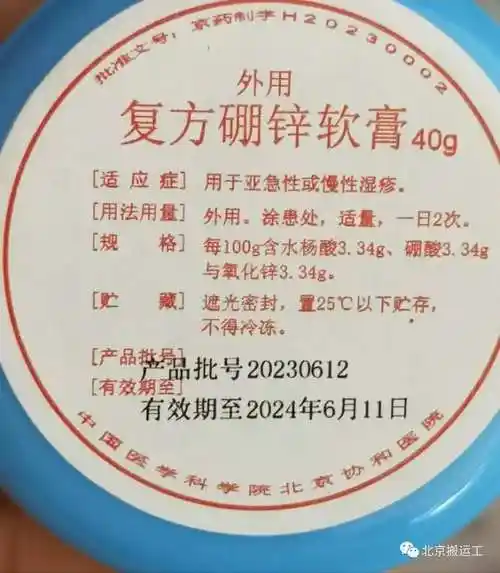 批准文号：京药制字H20230002
外用
复方硼锌软膏40g
[适应症] 用于亚急性或慢性湿疹。
[用法用量] 外用。涂患处，适量，一日2次。
[规 格] 每100g含水杨酸3.34g、硼酸3.34g
与氧化锌3.34g。
[贮 藏] 遮光密封，置25℃以下贮存，
不得冷冻。
[产品批号] 产品批号20230612
[有效期至] 有效期至2024年6月11日
中国医学科学院北京协和医院
北京搬运工